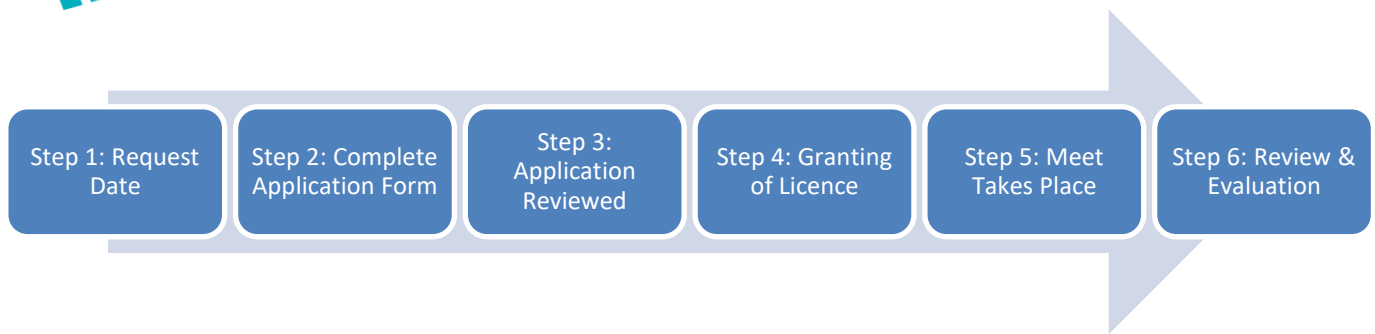 Step 1: Request
Date
Step 2: Complete
Application Form
Step 3:
Application
Reviewed
Step 4: Granting
of Licence
Step 5: Meet
Takes Place
Step 6: Review &
Evaluation